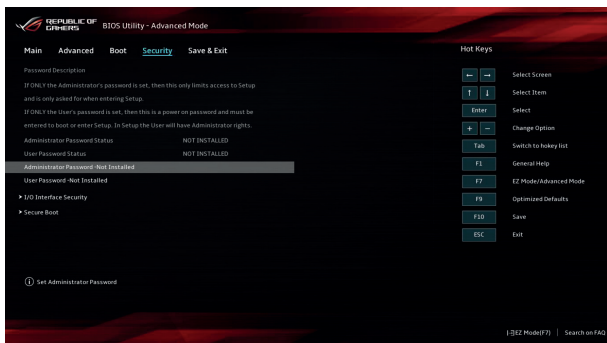 REPUBLIC OF
GAMERS
BIOS Utility - Advanced Mode
Main Advanced Boot Security Save & Exit
Hot Keys
Password Description
If ONLY the Administrator's password is set, then this only limits access to Setup
and is only asked for when entering Setup.
If ONLY the User's password is set, then this is a power on password and must be
entered to boot or enter Setup. In Setup the User will have Administrator rights.
Administrator Password Status NOT INSTALLED
User Password Status NOT INSTALLED
Administrator Password -Not Installed
User Password -Not Installed
I/O Interface Security
Secure Boot
← → Select Screen
↑ ↓ Select Item
Enter Select
+ − Change Option
Tab Switch to hokey list
F1 General Help
F7 EZ Mode/Advanced Mode
F9 Optimized Defaults
F10 Save
ESC Exit
Set Administrator Password
EZ Mode(F7) | Search on FAQ